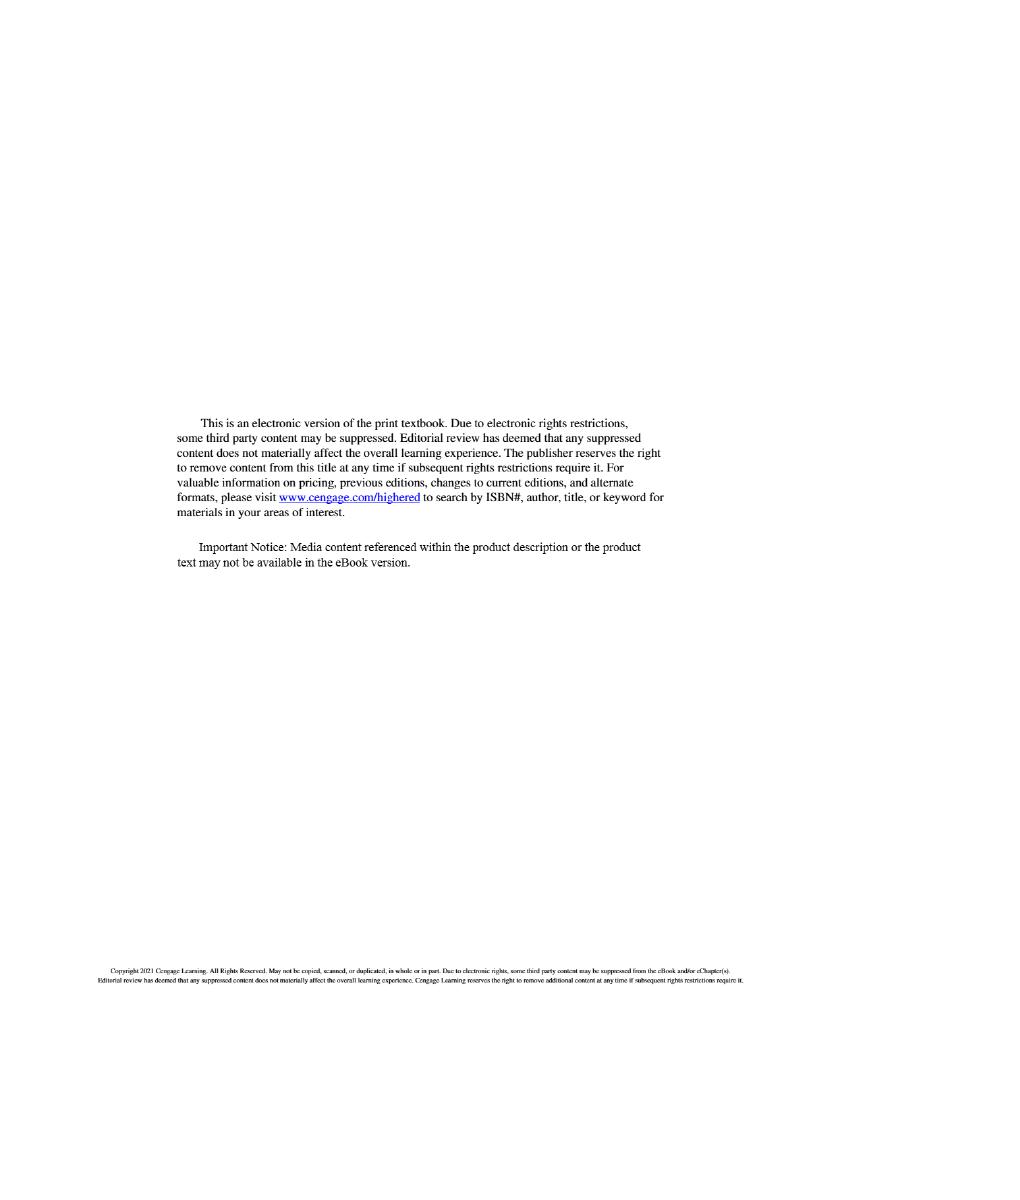 This is an electronic version of the print textbook. Due to electronic rights restrictions,
some third party content may be suppressed. Editorial review has deemed that any suppressed
content does not materially affect the overall learning experience. The publisher reserves the right
to remove content from this title at any time if subsequent rights restrictions require it. For
valuable information on pricing, previous editions, changes to current editions, and alternate
formats, please visit www.cengage.com/highered to search by ISBN#, author, title, or keyword for
materials in your areas of interest.
Important Notice: Media content referenced within the product description or the product
text may not be available in the eBook version.
Copyright 2021 Cengage Learning. All Rights Reserved. May not be copied, scanned, or duplicated, in whole or in part. Due to electronic rights, some third party content may be suppressed from the eBook and/or eChapter(s).
Editorial review has deemed that any suppressed content does not materially affect the overall learning experience. Cengage Learning reserves the right to remove additional content at any time if subsequent rights restrictions require it.